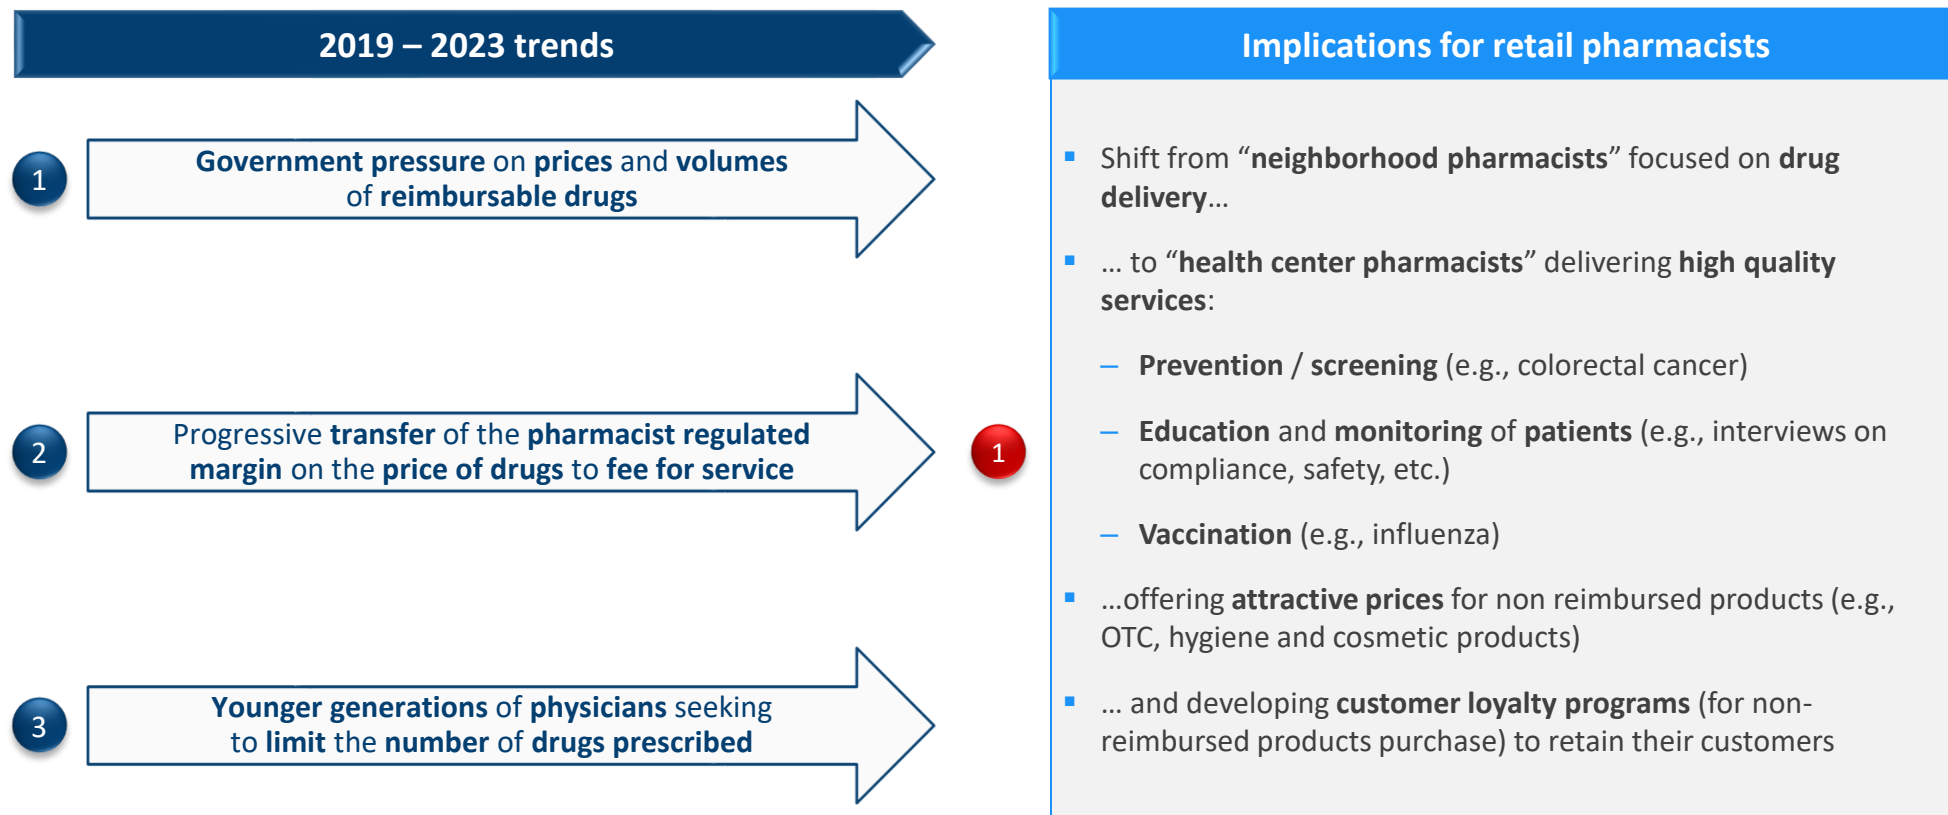 2019 – 2023 trends
1
Government pressure on prices and volumes
of reimbursable drugs
2
Progressive transfer of the pharmacist regulated
margin on the price of drugs to fee for service
3
Younger generations of physicians seeking
to limit the number of drugs prescribed
1
Implications for retail pharmacists
▪ Shift from “neighborhood pharmacists” focused on drug
delivery…
▪ … to “health center pharmacists” delivering high quality
services:
– Prevention / screening (e.g., colorectal cancer)
– Education and monitoring of patients (e.g., interviews on
compliance, safety, etc.)
– Vaccination (e.g., influenza)
▪ …offering attractive prices for non reimbursed products (e.g.,
OTC, hygiene and cosmetic products)
▪ … and developing customer loyalty programs (for non-
reimbursed products purchase) to retain their customers